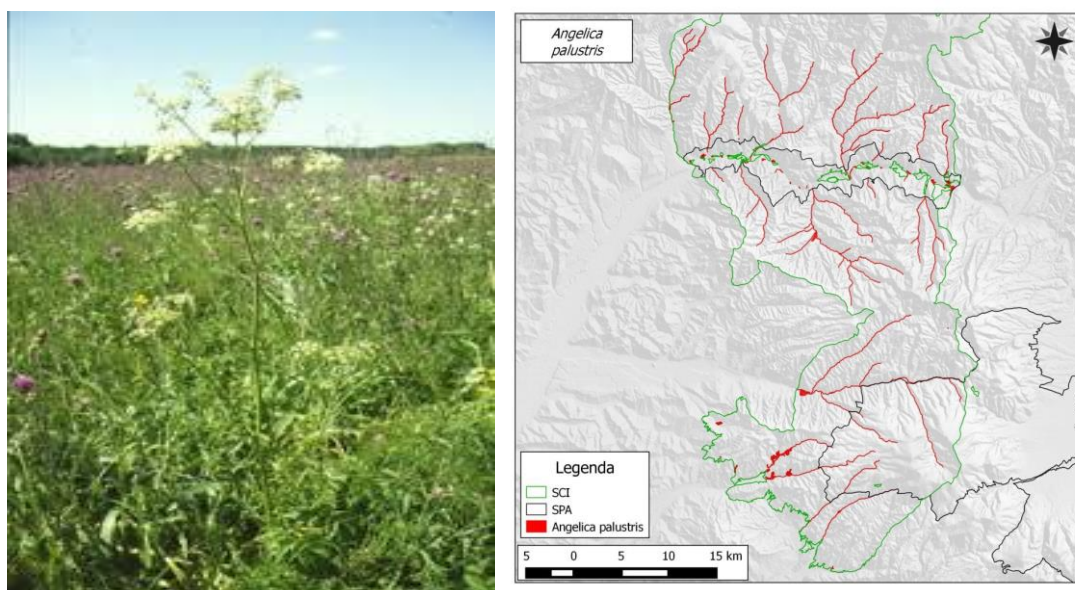 Angelica
palustris
Legenda
SCI
SPA
Angelica palustris
5 0 5 10 15 km